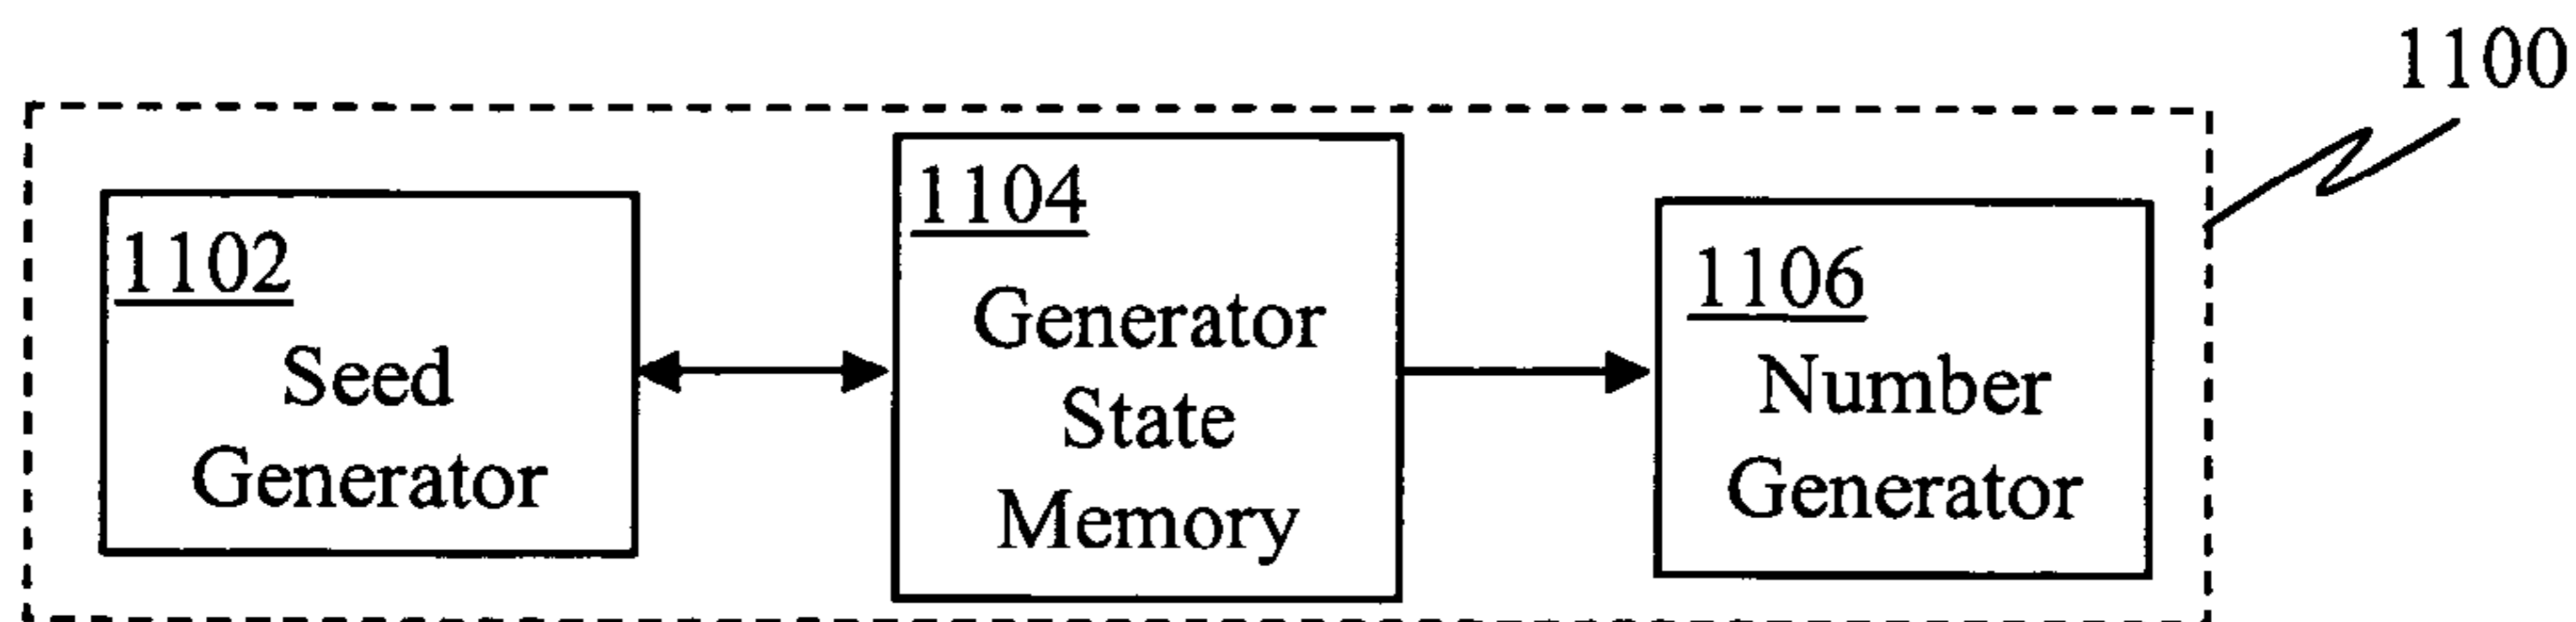 1100
1102
Seed
Generator
1104
Generator
State
Memory
1106
Number
Generator